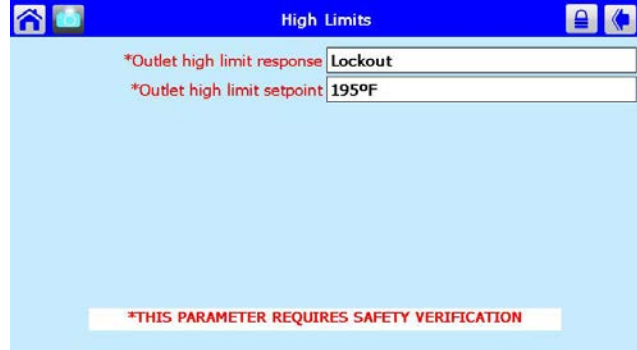 High Limits
*Outlet high limit response Lockout
*Outlet high limit setpoint 195ºF
*THIS PARAMETER REQUIRES SAFETY VERIFICATION